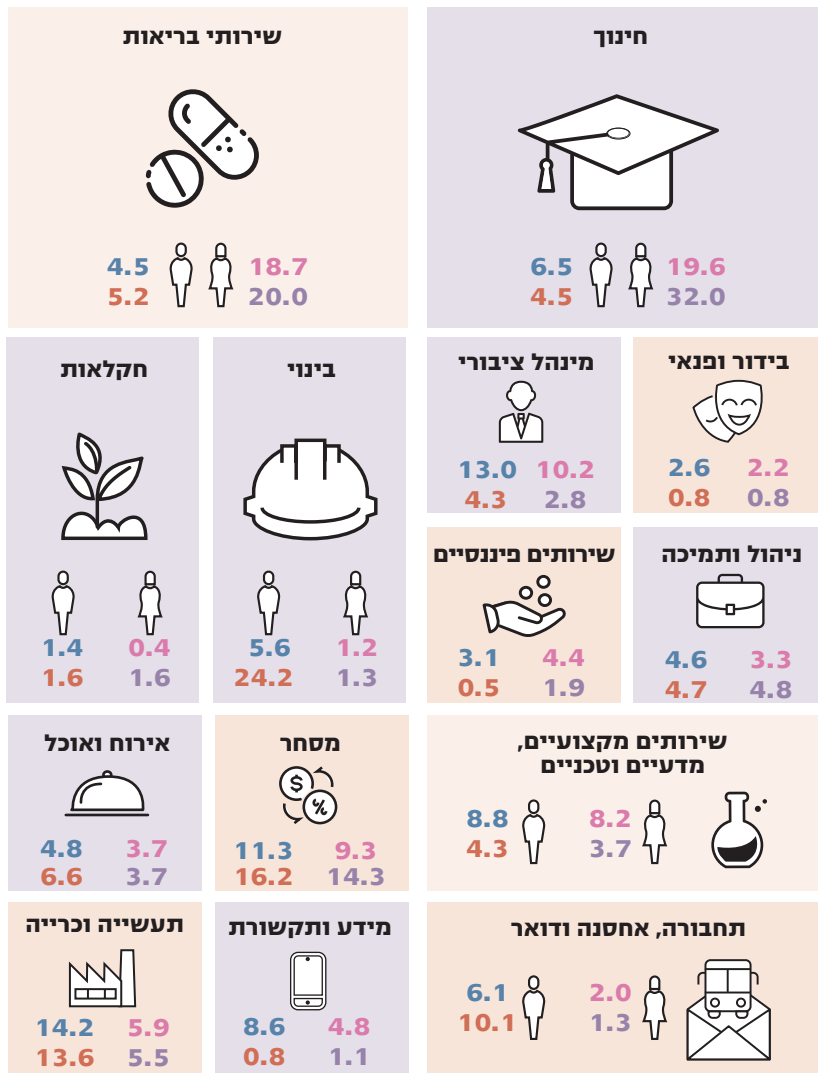 חינוך
6.5 19.6
4.5 32.0
שירותי בריאות
4.5 18.7
5.2 20.0
בידור ופנאי
2.6 2.2
0.8 0.8
מינהל ציבורי
13.0 10.2
4.3 2.8
בינוי
5.6 1.2
24.2 1.3
חקלאות
1.4 0.4
1.6 1.6
ניהול ותמיכה
4.6 3.3
4.7 4.8
שירותים פיננסיים
3.1 4.4
0.5 1.9
שירותים מקצועיים,
מדעיים וטכניים
8.8 8.2
4.3 3.7
מסחר
$ %
11.3 9.3
16.2 14.3
אירוח ואוכל
4.8 3.7
6.6 3.7
תחבורה, אחסנה ודואר
6.1 2.0
10.1 1.3
מידע ותקשורת
8.6 4.8
0.8 1.1
תעשייה וכרייה
14.2 5.9
13.6 5.5